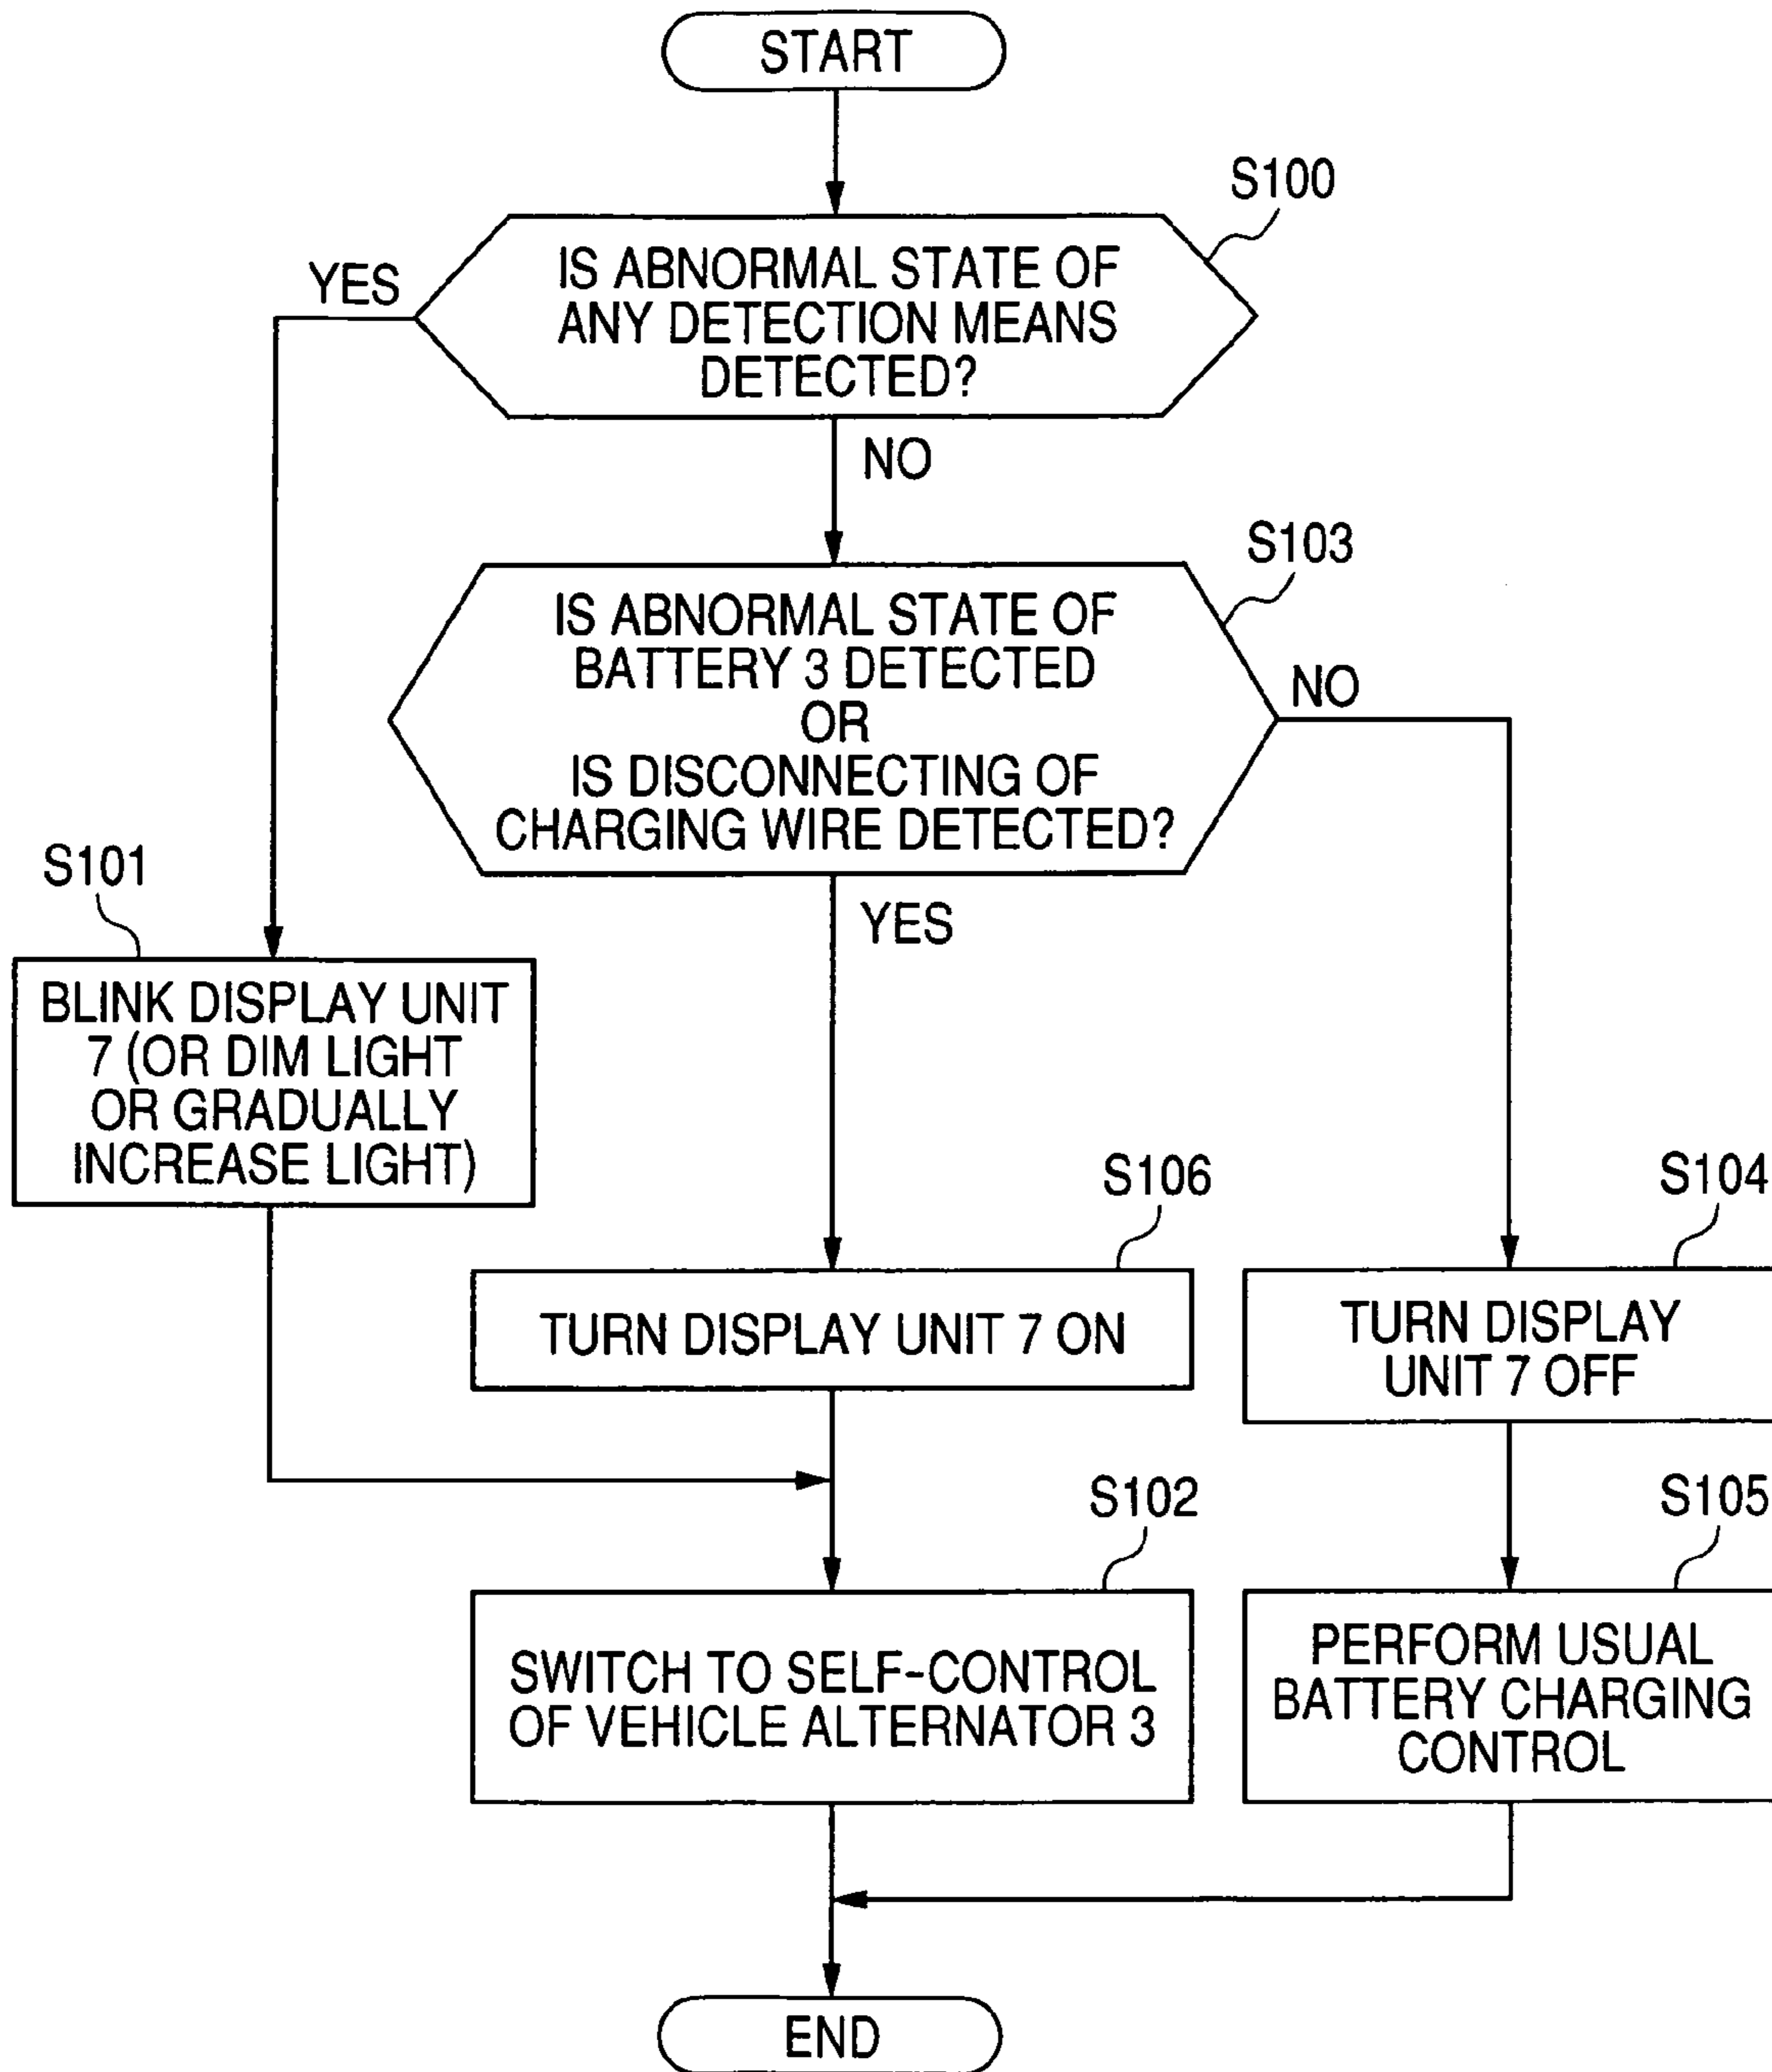 START
S100
YES
IS ABNORMAL STATE OF
ANY DETECTION MEANS
DETECTED?
NO
S103
IS ABNORMAL STATE OF
BATTERY 3 DETECTED
OR
IS DISCONNECTING OF
CHARGING WIRE DETECTED?
NO
S101
YES
BLINK DISPLAY UNIT
7 (OR DIM LIGHT
OR GRADUALLY
INCREASE LIGHT)
S106
S104
TURN DISPLAY UNIT 7 ON
TURN DISPLAY
UNIT 7 OFF
S102
S105
SWITCH TO SELF-CONTROL
OF VEHICLE ALTERNATOR 3
PERFORM USUAL
BATTERY CHARGING
CONTROL
END